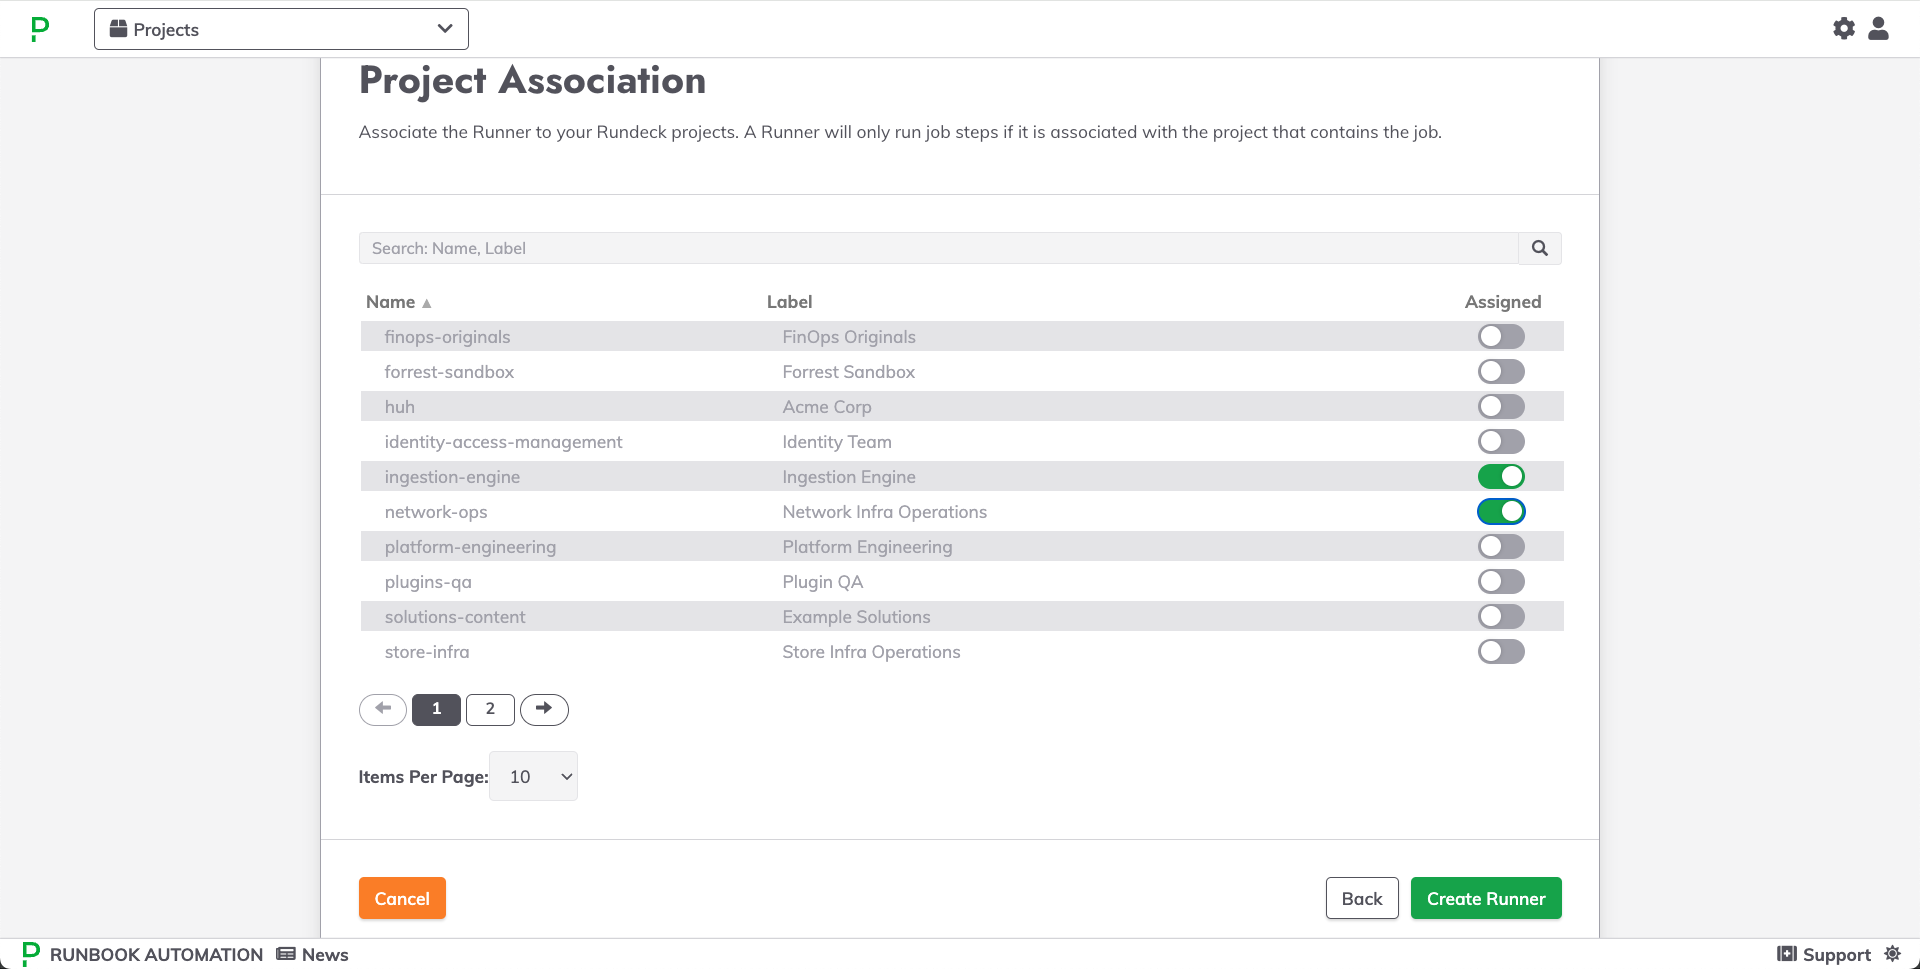 Projects
Project Association
Associate the Runner to your Rundeck projects. A Runner will only run job steps if it is associated with the project that contains the job.
Search: Name, Label
Name ▲ Label Assigned
finops-originals FinOps Originals
forrest-sandbox Forrest Sandbox
huh Acme Corp
identity-access-management Identity Team
ingestion-engine Ingestion Engine
network-ops Network Infra Operations
platform-engineering Platform Engineering
plugins-qa Plugin QA
solutions-content Example Solutions
store-infra Store Infra Operations
1 2
Items Per Page: 10
Cancel Back Create Runner
RUNBOOK AUTOMATION News Support